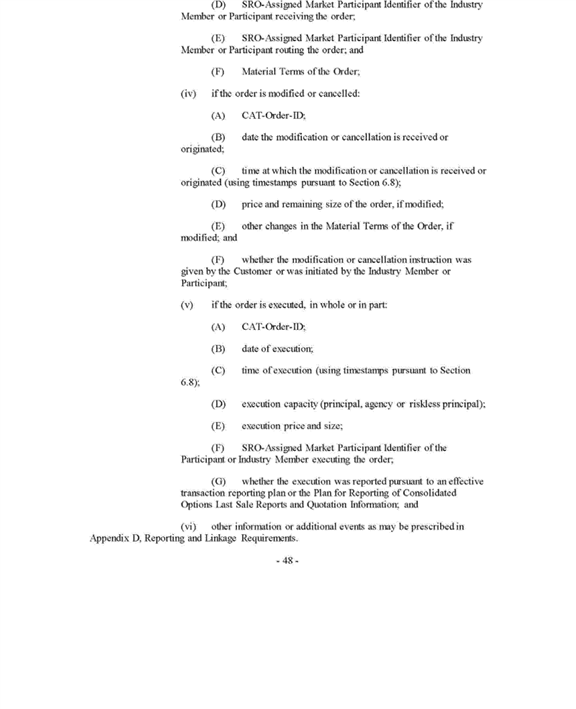 (D) SRO-Assigned Market Participant Identifier of the Industry
Member or Participant receiving the order;
(E) SRO-Assigned Market Participant Identifier of the Industry
Member or Participant routing the order; and
(F) Material Terms of the Order;
(iv) if the order is modified or cancelled:
(A) CAT-Order-ID;
(B) date the modification or cancellation is received or
originated;
(C) time at which the modification or cancellation is received or
originated (using timestamps pursuant to Section 6.8);
(D) price and remaining size of the order, if modified;
(E) other changes in the Material Terms of the Order, if
modified; and
(F) whether the modification or cancellation instruction was
given by the Customer or was initiated by the Industry Member or
Participant;
(v) if the order is executed, in whole or in part:
(A) CAT-Order-ID;
(B) date of execution;
(C) time of execution (using timestamps pursuant to Section
6.8);
(D) execution capacity (principal, agency or riskless principal);
(E) execution price and size;
(F) SRO-Assigned Market Participant Identifier of the
Participant or Industry Member executing the order;
(G) whether the execution was reported pursuant to an effective
transaction reporting plan or the Plan for Reporting of Consolidated
Options Last Sale Reports and Quotation Information; and
(vi) other information or additional events as may be prescribed in
Appendix D, Reporting and Linkage Requirements.
- 48 -